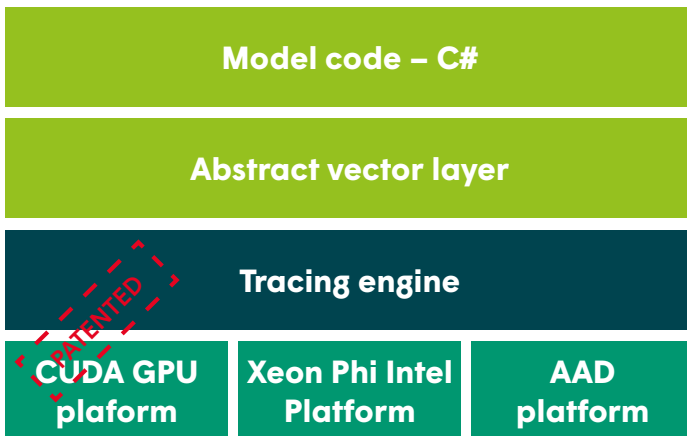 Model code – C#
Abstract vector layer
Tracing engine
PATENTED
CUDA GPU
plaform
Xeon Phi Intel
Platform
AAD
platform